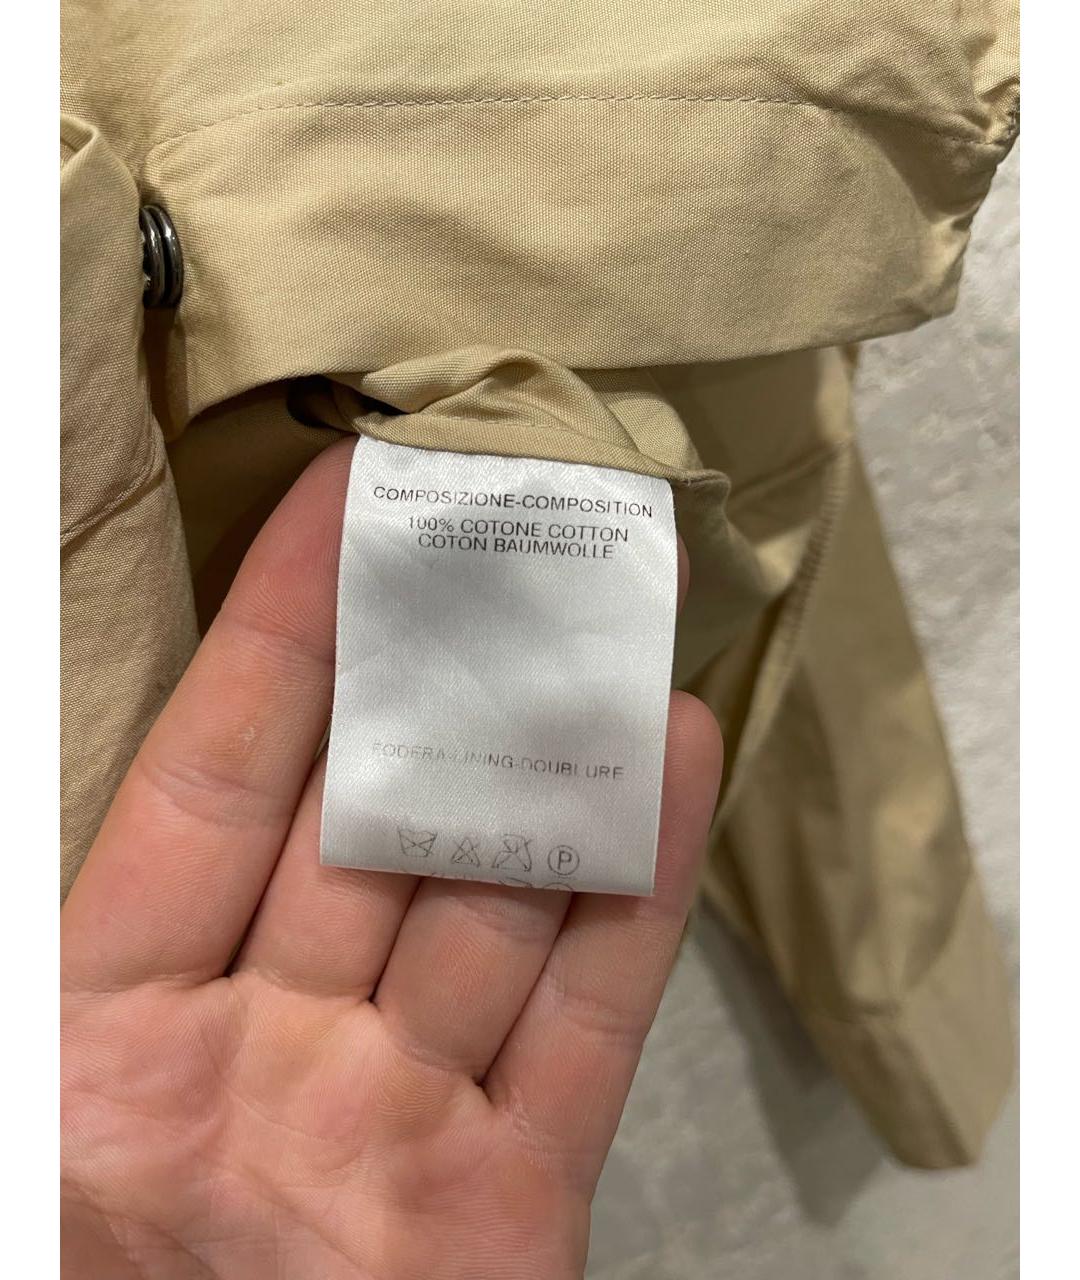 COMPOSIZIONE-COMPOSITION
100% COTONE COTTON
COTON BAUMWOLLE
FODERA-LINING-DOUBLURE
P